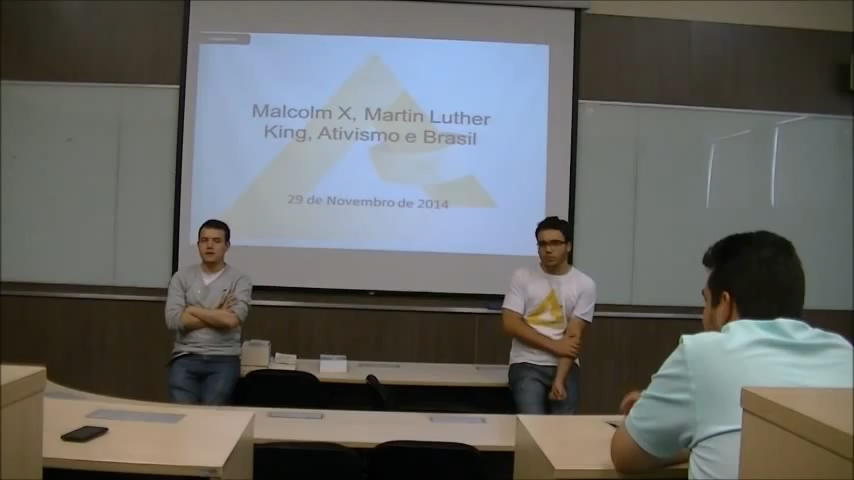 Malcolm X, Martin Luther
King, Ativismo e Brasil
29 de Novembro de 2014